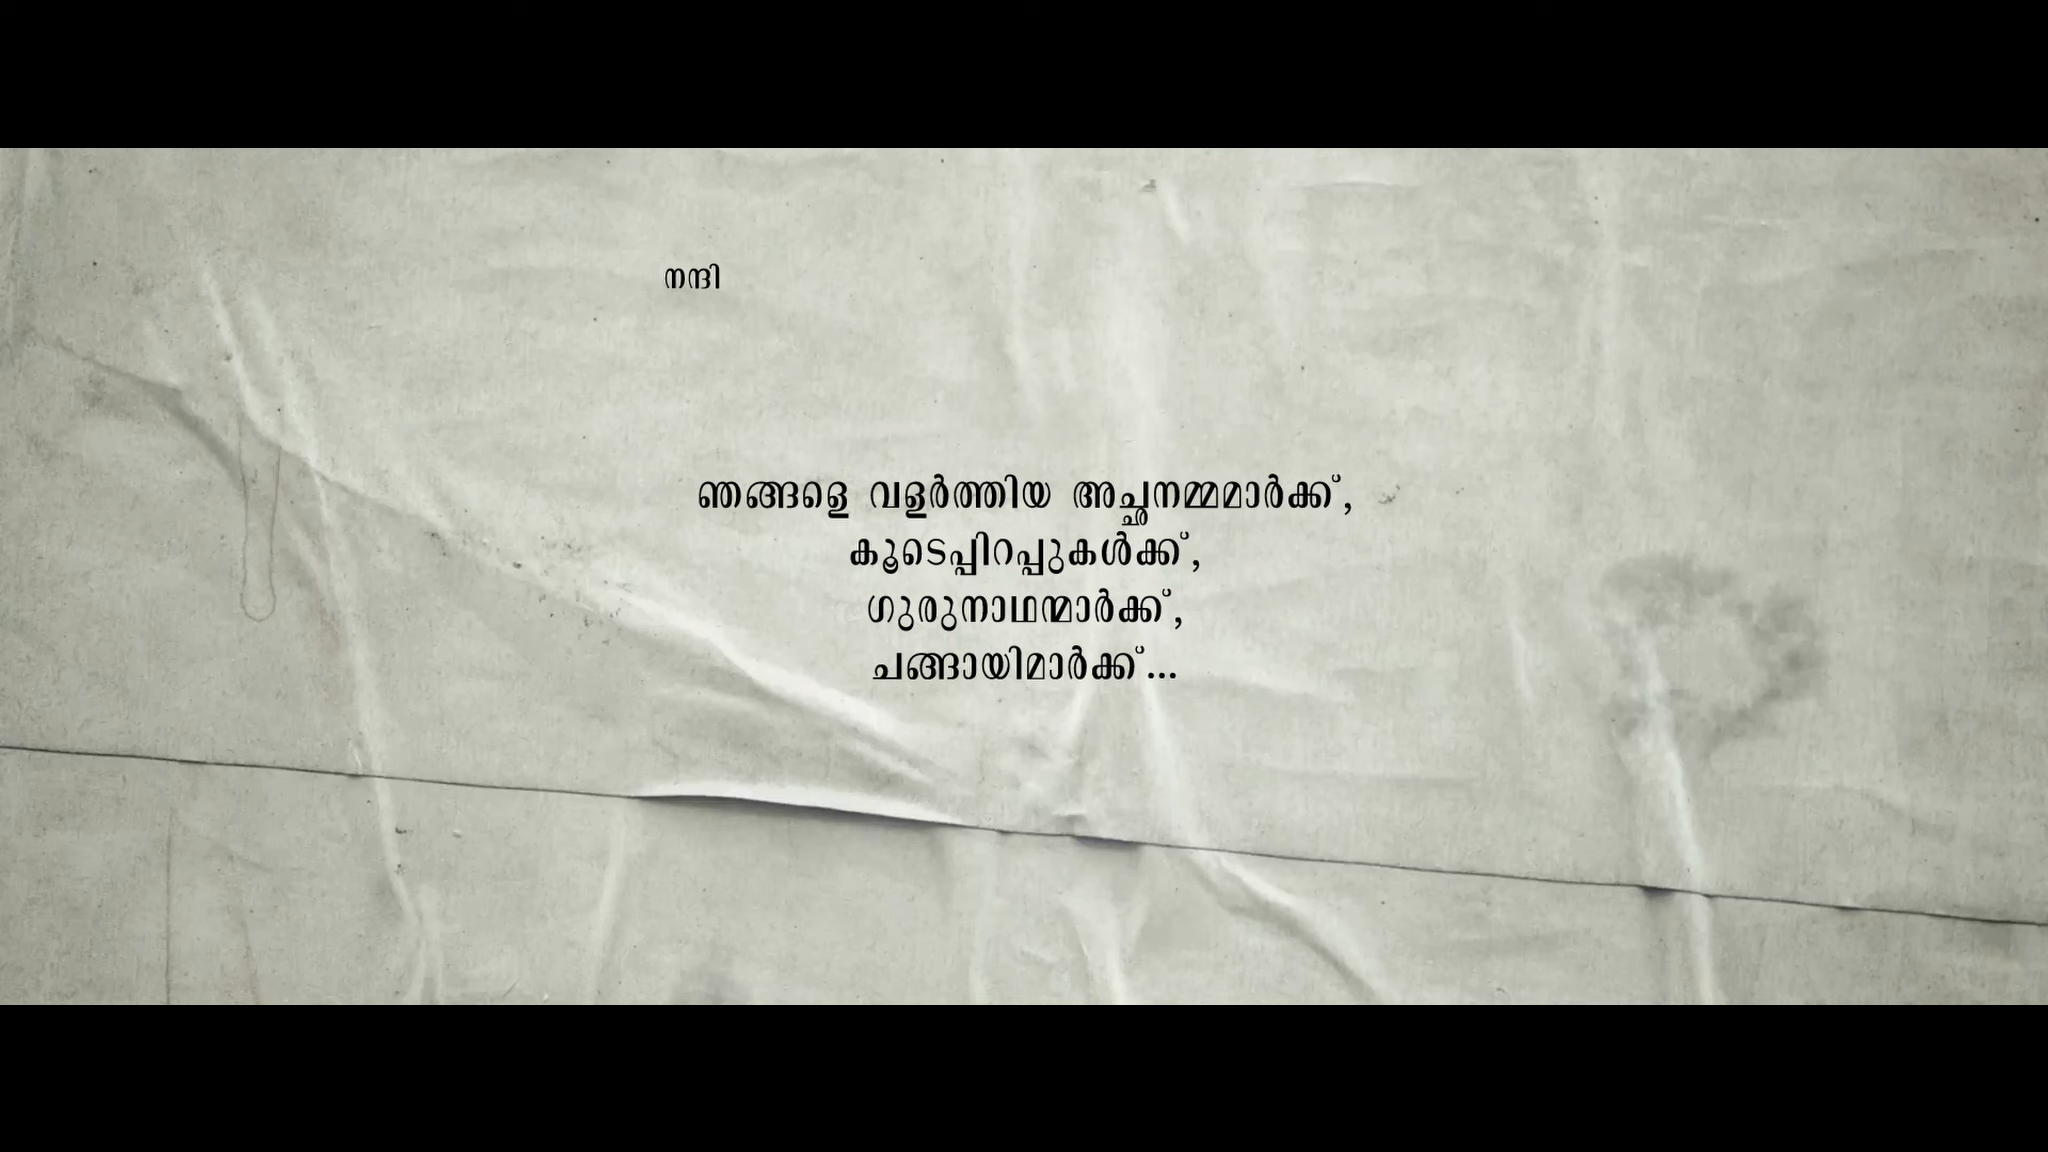 നന്ദി
ഞങ്ങളെ വളർത്തിയ അച്ഛനമ്മമാർക്ക്,
കൂടെപ്പിറപ്പുകൾക്ക്,
ഗുരുനാഥന്മാർക്ക്,
ചങ്ങായിമാർക്ക്...